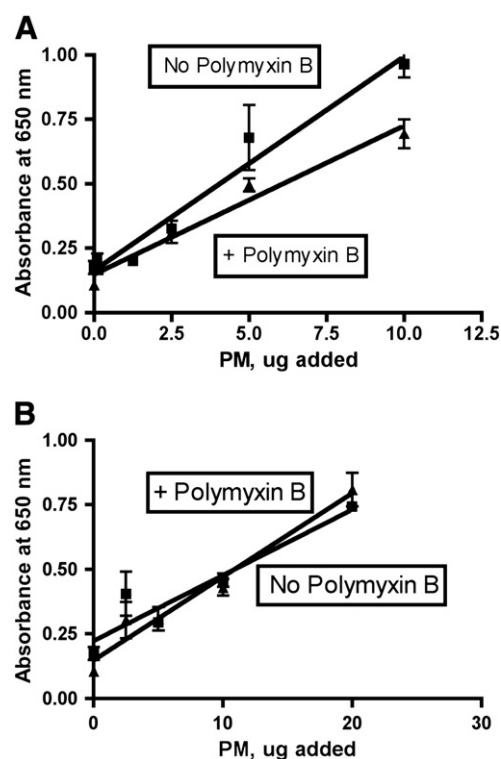 A
No Polymyxin B
+ Polymyxin B
Absorbance at 650 nm
1.00
0.75
0.50
0.25
0.00
0.0 2.5 5.0 7.5 10.0 12.5
PM, ug added
B
+ Polymyxin B
No Polymyxin B
Absorbance at 650 nm
1.00
0.75
0.50
0.25
0.00
0 10 20 30
PM, ug added